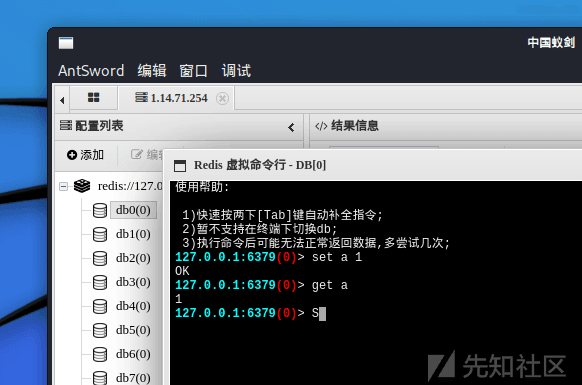 中国蚁剑
AntSword 编辑 窗口 调试
1.14.71.254
配置列表
</> 结果信息
添加
编辑
Redis 虚拟命令行 - DB[0]
redis://127.0
db0(0)
db1(0)
db2(0)
db3(0)
db4(0)
db5(0)
db6(0)
db7(0)
使用帮助:
1)快速按两下[Tab]键自动补全指令;
2)暂不支持在终端下切换db;
3)执行命令后可能无法正常返回数据,多尝试几次;
127.0.0.1:6379(0)> set a 1
OK
127.0.0.1:6379(0)> get a
1
127.0.0.1:6379(0)> S
先知社区